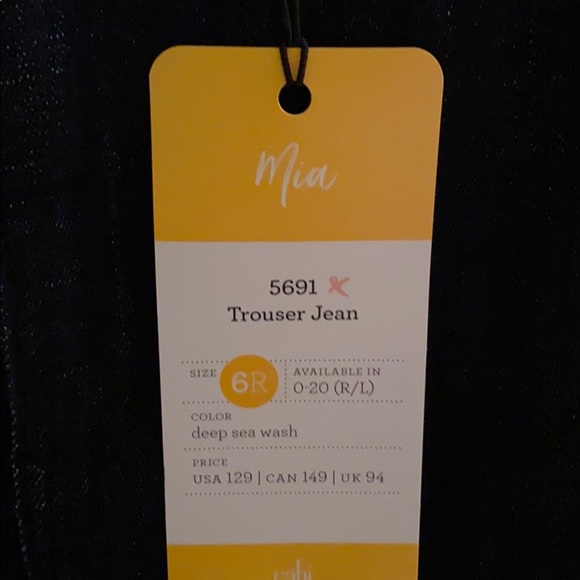 Mia
5691
Trouser Jean
SIZE 6R AVAILABLE IN
0-20 (R/L)
COLOR
deep sea wash
PRICE
USA 129 | CAN 149 | UK 94
cabi